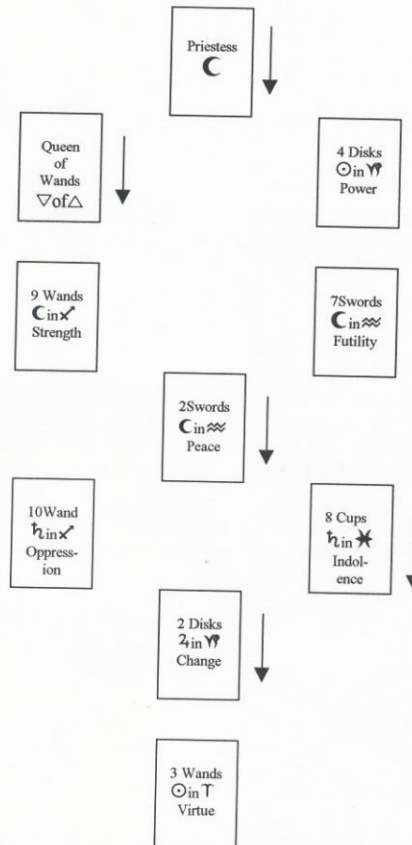 Priestess
☾
Queen
of
Wands
▽of△
4 Disks
☉in♑
Power
9 Wands
☾in♐
Strength
7Swords
☾in♒
Futility
2Swords
☾in♒
Peace
10Wand
♄in♐
Oppress-
ion
8 Cups
♄in♓
Indol-
ence
2 Disks
♃in♑
Change
3 Wands
☉in♈
Virtue